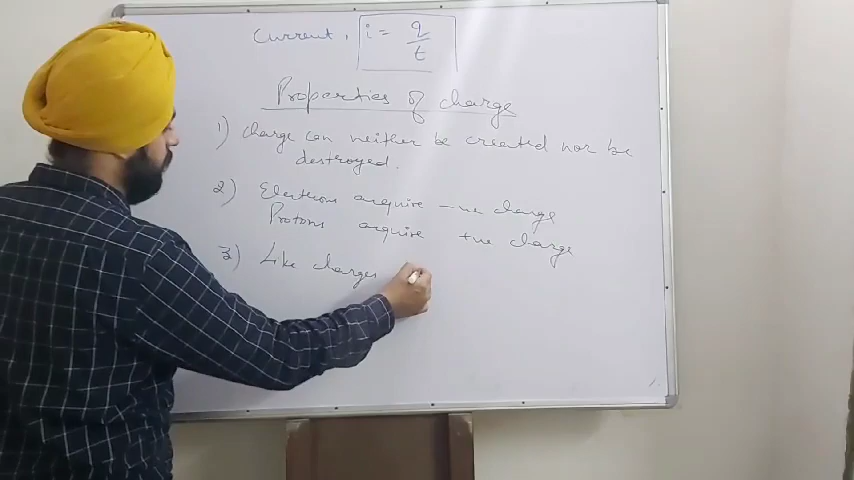 Current, i = q/t
Properties of charge
1) Charge can neither be created nor be
destroyed.
2) Electrons acquire -ve charge
Protons acquire +ve charge
3) Like charges